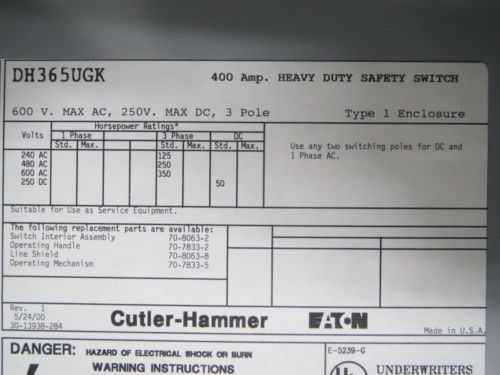 DH365UGK 400 Amp. HEAVY DUTY SAFETY SWITCH
600 V. MAX AC, 250V. MAX DC, 3 Pole Type 1 Enclosure
Volts Horsepower Ratings*
1 Phase 3 Phase DC
Std. Max. Std. Max. Std. Max.
240 AC 125
480 AC 250
600 AC 350
250 DC 50
Use any two switching poles for DC and
1 Phase AC.
Suitable for Use as Service Equipment.
The following replacement parts are available:
Switch Interior Assembly 70-8063-2
Operating Handle 70-7833-2
Line Shield 70-8063-8
Operating Mechanism 70-7833-5
Rev. 1
5/24/00
30-13938-284
Cutler-Hammer EATON
Made in U.S.A.
DANGER: HAZARD OF ELECTRICAL SHOCK OR BURN
WARNING INSTRUCTIONS
E-5239-G
UL UNDERWRITERS